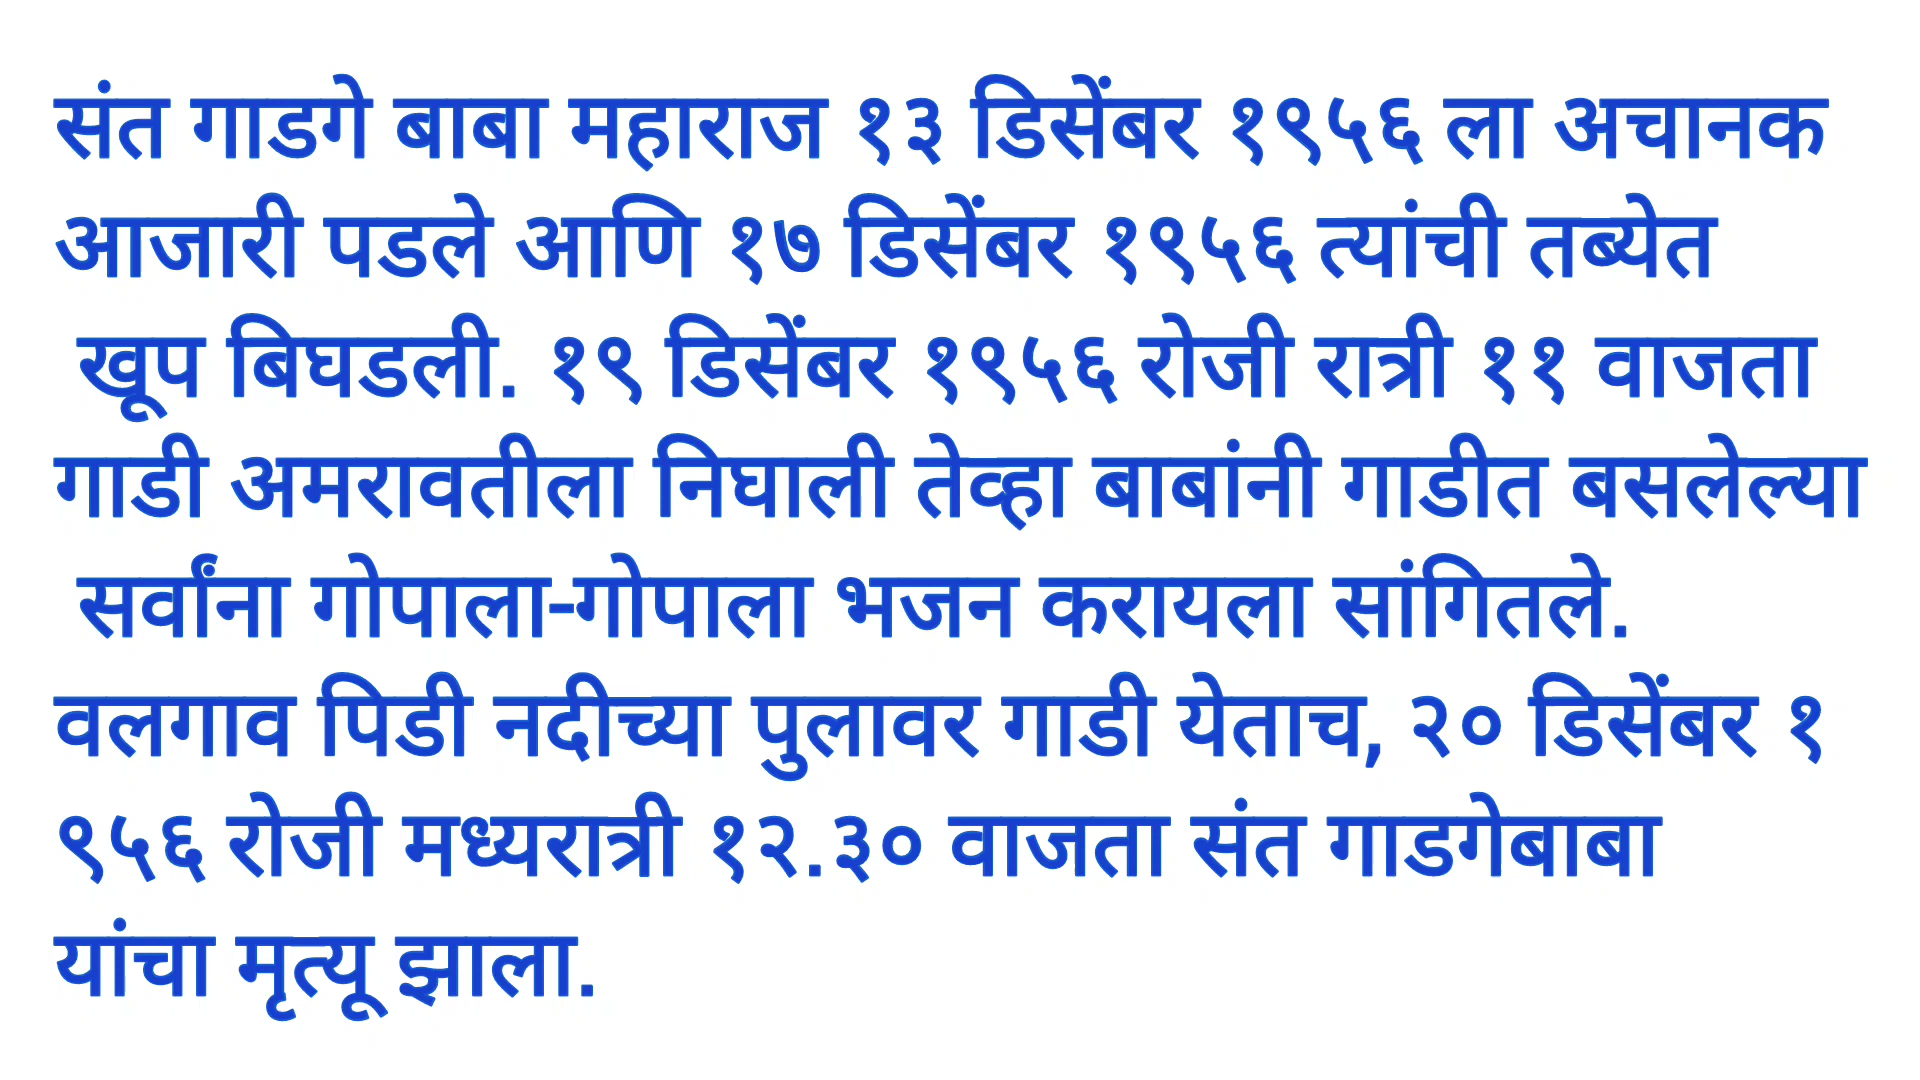 संत गाडगे बाबा महाराज १३ डिसेंबर १९५६ ला अचानक
आजारी पडले आणि १७ डिसेंबर १९५६ त्यांची तब्येत
खूप बिघडली. १९ डिसेंबर १९५६ रोजी रात्री ११ वाजता
गाडी अमरावतीला निघाली तेव्हा बाबांनी गाडीत बसलेल्या
सर्वांना गोपाला-गोपाला भजन करायला सांगितले.
वलगाव पिडी नदीच्या पुलावर गाडी येताच, २० डिसेंबर १
९५६ रोजी मध्यरात्री १२.३० वाजता संत गाडगेबाबा
यांचा मृत्यू झाला.